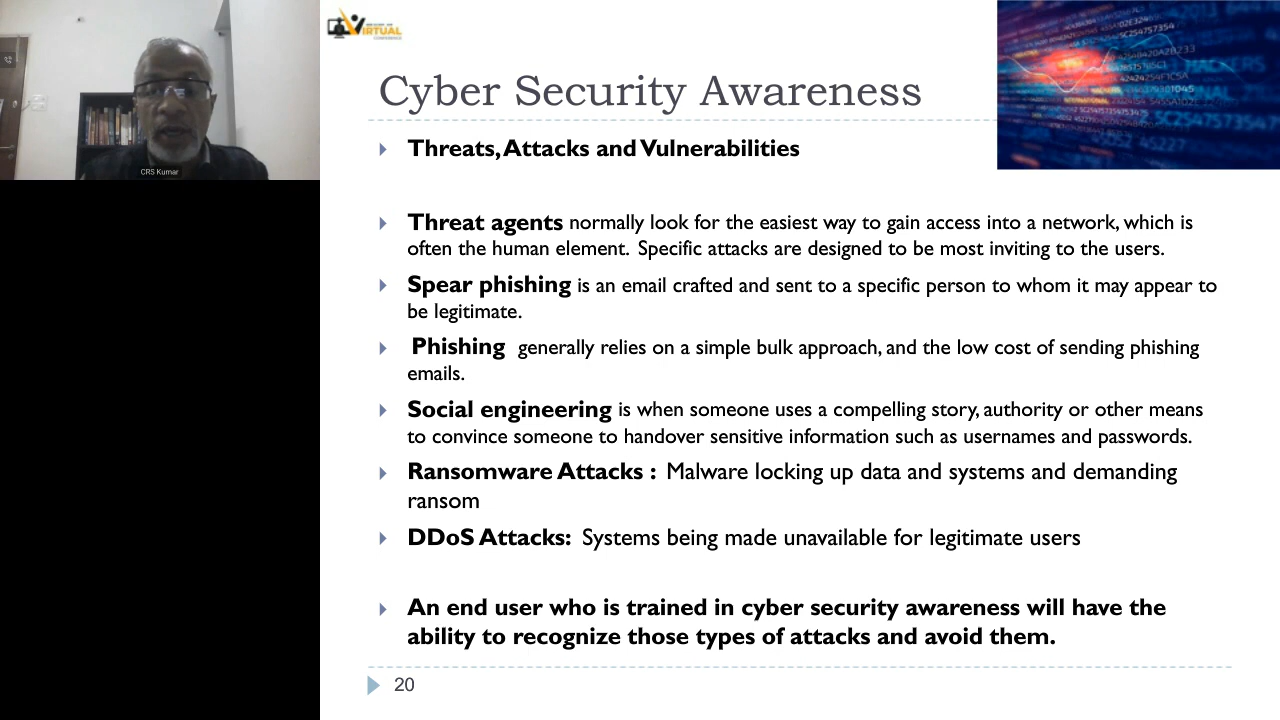 CRS Kumar
VIRTUAL
CONFERENCE
Cyber Security Awareness
Threats, Attacks and Vulnerabilities
Threat agents normally look for the easiest way to gain access into a network, which is
often the human element. Specific attacks are designed to be most inviting to the users.
Spear phishing is an email crafted and sent to a specific person to whom it may appear to
be legitimate.
Phishing generally relies on a simple bulk approach, and the low cost of sending phishing
emails.
Social engineering is when someone uses a compelling story, authority or other means
to convince someone to handover sensitive information such as usernames and passwords.
Ransomware Attacks : Malware locking up data and systems and demanding
ransom
DDoS Attacks: Systems being made unavailable for legitimate users
An end user who is trained in cyber security awareness will have the
ability to recognize those types of attacks and avoid them.
20